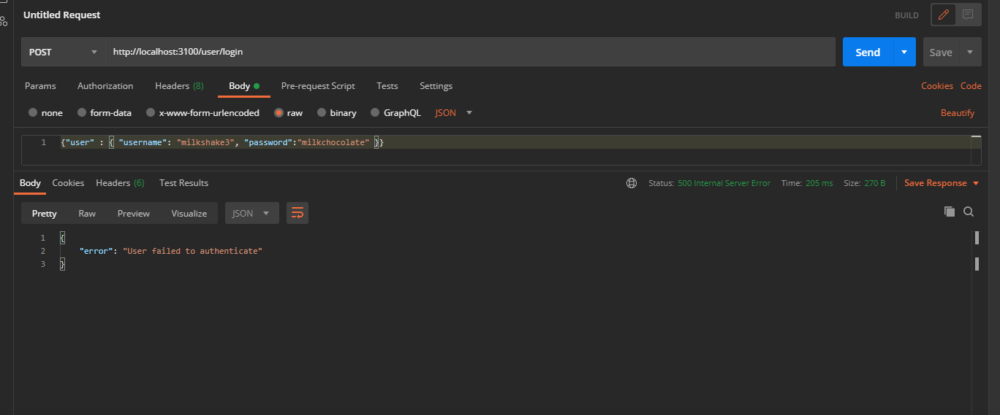 Untitled Request
BUILD
POST http://localhost:3100/user/login Send Save
Params Authorization Headers (8) Body Pre-request Script Tests Settings Cookies Code
none form-data x-www-form-urlencoded raw binary GraphQL JSON Beautify
1 {"user" : { "username": "milkshake3", "password":"milkchocolate" }}
Body Cookies Headers (6) Test Results Status: 500 Internal Server Error Time: 205 ms Size: 270 B Save Response
Pretty Raw Preview Visualize JSON
1 {
2 "error": "User failed to authenticate"
3 }